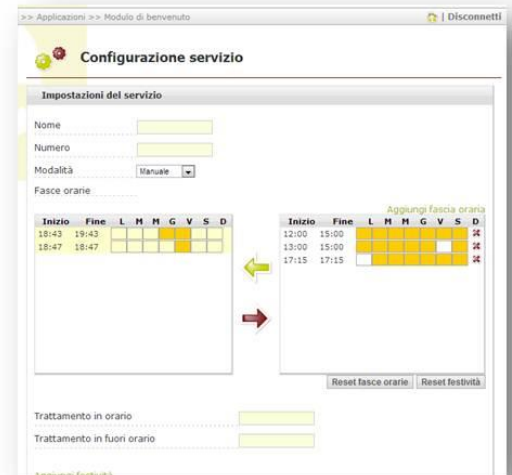 >> Applicazioni >> Modulo di benvenuto | Disconnetti
Configurazione servizio
Impostazioni del servizio
Nome
Numero
Modalità Manuale
Fasce orarie
Aggiungi fascia oraria
Inizio Fine L M M G V S D
18:43 19:43
18:47 18:47
Inizio Fine L M M G V S D
12:00 15:00
13:00 15:00
17:15 17:15
Reset fasce orarie Reset festività
Trattamento in orario
Trattamento in fuori orario
Aggiungi festività